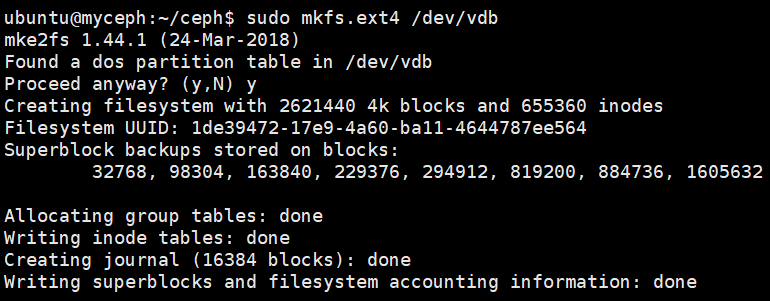 ubuntu@myceph:~/ceph$ sudo mkfs.ext4 /dev/vdb
mke2fs 1.44.1 (24-Mar-2018)
Found a dos partition table in /dev/vdb
Proceed anyway? (y,N) y
Creating filesystem with 2621440 4k blocks and 655360 inodes
Filesystem UUID: 1de39472-17e9-4a60-ba11-4644787ee564
Superblock backups stored on blocks:
        32768, 98304, 163840, 229376, 294912, 819200, 884736, 1605632

Allocating group tables: done
Writing inode tables: done
Creating journal (16384 blocks): done
Writing superblocks and filesystem accounting information: done